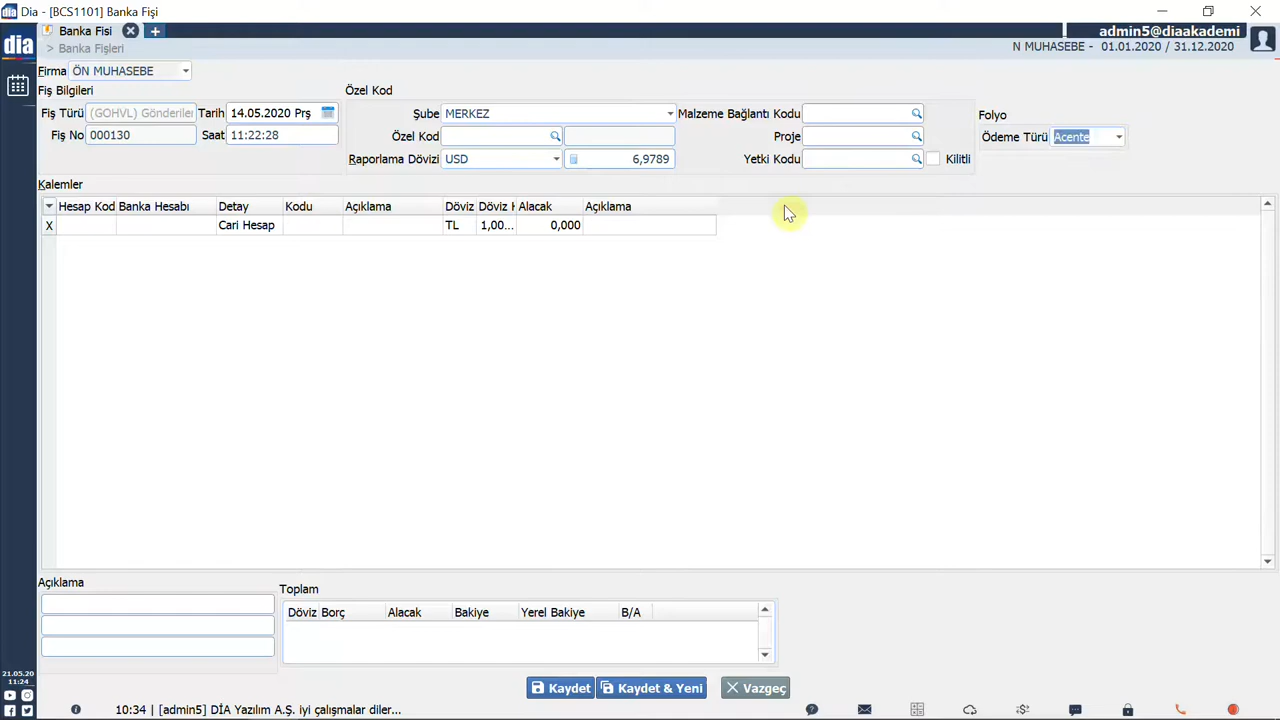 Dia - [BCS1101] Banka Fişi
dia
Banka Fisi
admin5@diaakademi
> Banka Fişleri
N MUHASEBE - 01.01.2020 / 31.12.2020
Firma ÖN MUHASEBE
Fiş Bilgileri
Özel Kod
Fiş Türü (GOHVL) Gönderiler Tarih 14.05.2020 Prş
Şube MERKEZ
Malzeme Bağlantı Kodu
Folyo
Fiş No 000130 Saat 11:22:28
Özel Kod
Proje
Ödeme Türü Acente
Raporlama Dövizi USD 6,9789
Yetki Kodu
Kilitli
Kalemler
Hesap Kod Banka Hesabı Detay Kodu Açıklama Döviz Döviz Alacak Açıklama
X Cari Hesap TL 1,00... 0,000
Açıklama
Toplam
Döviz Borç Alacak Bakiye Yerel Bakiye B/A
Kaydet Kaydet & Yeni Vazgeç
21.05.20
11:24
10:34 | [admin5] DİA Yazılım A.Ş. iyi çalışmalar diler...